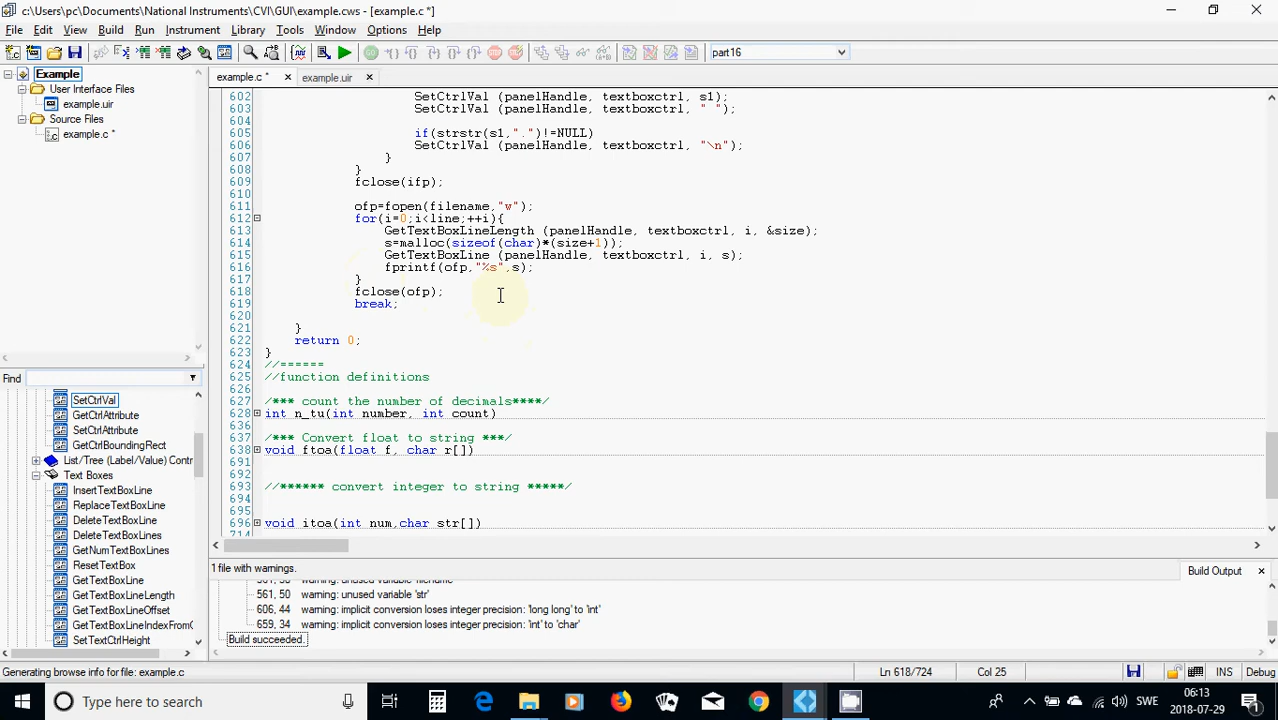 c:\Users\pc\Documents\National Instruments\CVI\GUI\example.cws - [example.c *]
File Edit View Build Run Instrument Library Tools Window Options Help
part16
Example
User Interface Files
example.uir
Source Files
example.c *
example.c * example.uir
602 SetCtrlVal (panelHandle, textboxctrl, s1);
603 SetCtrlVal (panelHandle, textboxctrl, " ");
604
605 if(strstr(s1,".")!=NULL)
606 SetCtrlVal (panelHandle, textboxctrl, "\n");
607 }
608 }
609 fclose(ifp);
610
611 ofp=fopen(filename,"w");
612 for(i=0;i<line;++i){
613 GetTextBoxLineLength (panelHandle, textboxctrl, i, &size);
614 s=malloc(sizeof(char)*(size+1));
615 GetTextBoxLine (panelHandle, textboxctrl, i, s);
616 fprintf(ofp,"%s",s);
617 }
618 fclose(ofp);
619 break;
620
621 }
622 return 0;
623 }
624 //======
625 //function definitions
626
627 /*** count the number of decimals****/
628 int n_tu(int number, int count)
636
637 /*** Convert float to string ***/
638 void ftoa(float f, char r[])
691
692
693 //****** convert integer to string *****/
694
695
696 void itoa(int num,char str[])
714
Find
SetCtrlVal
GetCtrlAttribute
SetCtrlAttribute
GetCtrlBoundingRect
List/Tree (Label/Value) Contr
Text Boxes
InsertTextBoxLine
ReplaceTextBoxLine
DeleteTextBoxLine
DeleteTextBoxLines
GetNumTextBoxLines
ResetTextBox
GetTextBoxLine
GetTextBoxLineLength
GetTextBoxLineOffset
GetTextBoxLineIndexFromO
SetTextCtrlHeight
1 file with warnings.
Build Output
561, 38 warning: unused variable 'filename'
561, 50 warning: unused variable 'str'
606, 44 warning: implicit conversion loses integer precision: 'long long' to 'int'
659, 34 warning: implicit conversion loses integer precision: 'int' to 'char'
Build succeeded.
Generating browse info for file: example.c
Ln 618/724 Col 25 INS Debug
Type here to search
SWE
06:13
2018-07-29